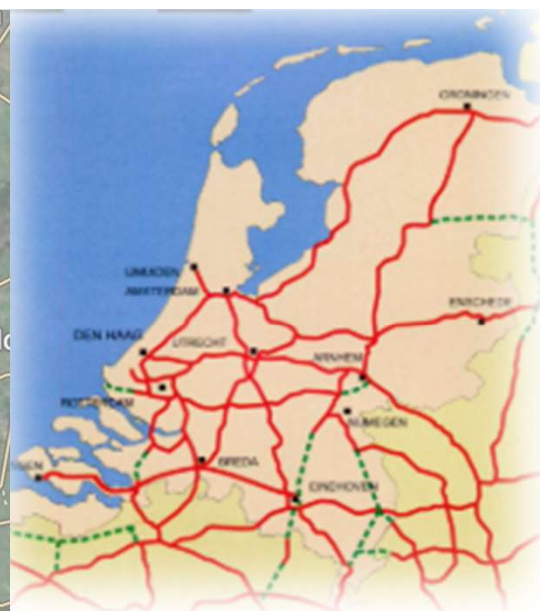 GRONINGEN
IJMUIDEN
AMSTERDAM
ENSCHEDE
DEN HAAG
UTRECHT
ARNHEM
ROTTERDAM
NIJMEGEN
BREDA
EINDHOVEN